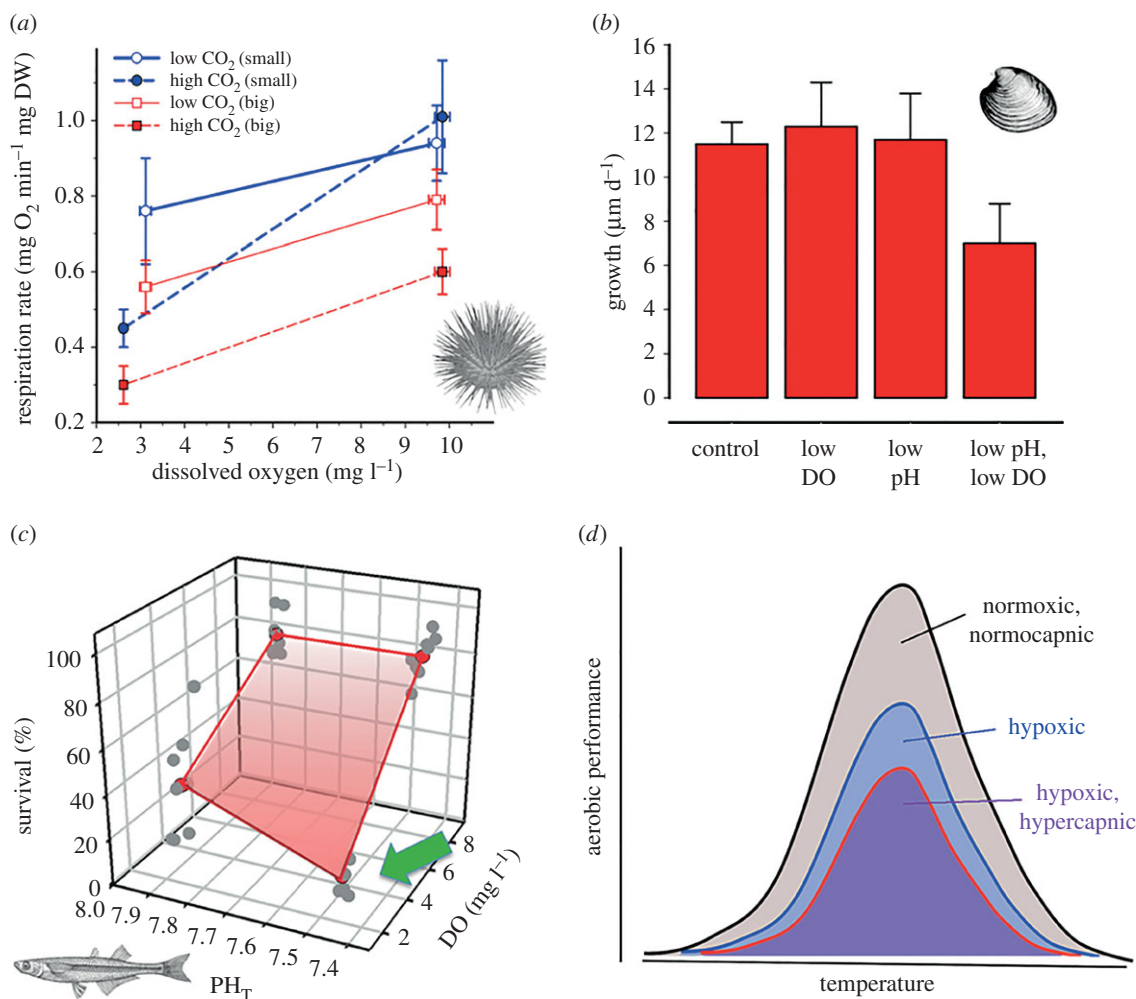 (a)
low CO2 (small)
high CO2 (small)
low CO2 (big)
high CO2 (big)
respiration rate (mg O2 min–1 mg DW)
1.0
0.8
0.6
0.4
0.2
2 3 4 5 6 7 8 9 10
dissolved oxygen (mg l–1)
(b)
growth (µm d–1)
16
14
12
10
8
6
4
2
0
control
low
DO
low
pH
low pH,
low DO
(c)
survival (%)
100
80
60
40
20
0
8.0 7.9 7.8 7.7 7.6 7.5 7.4
PHT
2 4 6 8
DO (mg l–1)
(d)
aerobic performance
normoxic,
normocapnic
hypoxic
hypoxic,
hypercapnic
temperature